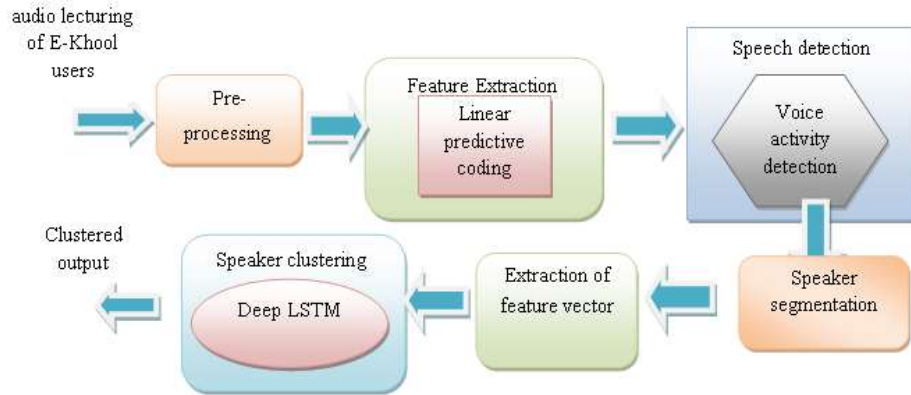 audio lecturing
of E-Khool
users
Pre-
processing
Feature Extraction
Linear
predictive
coding
Speech detection
Voice
activity
detection
Speaker
segmentation
Extraction of
feature vector
Speaker clustering
Deep LSTM
Clustered
output